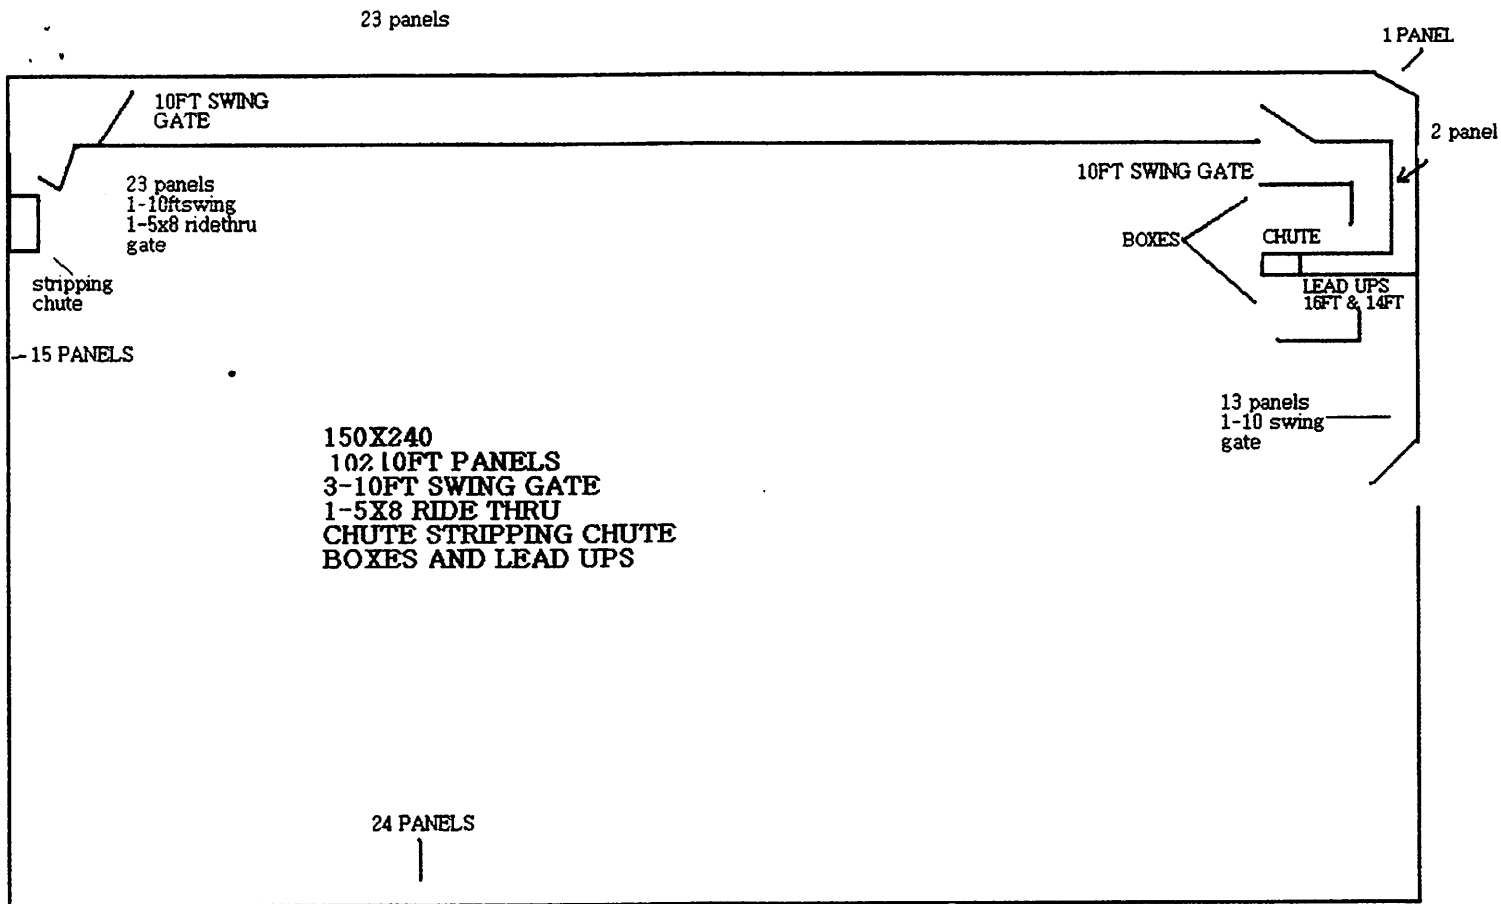 23 panels
1 PANEL
10FT SWING
GATE
2 panel
10FT SWING GATE
23 panels
1-10ftswing
1-5x8 ridethru
gate
BOXES
CHUTE
stripping
chute
LEAD UPS
16FT & 14FT
15 PANELS
13 panels
1-10 swing
gate
150X240
102 10FT PANELS
3-10FT SWING GATE
1-5X8 RIDE THRU
CHUTE STRIPPING CHUTE
BOXES AND LEAD UPS
24 PANELS